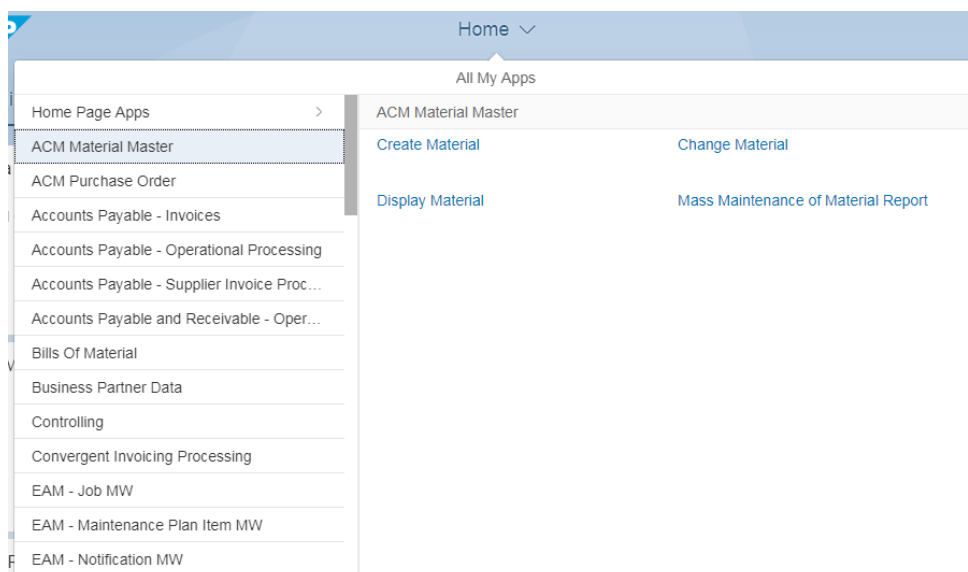 Home
All My Apps
Home Page Apps
ACM Material Master
ACM Purchase Order
Accounts Payable - Invoices
Accounts Payable - Operational Processing
Accounts Payable - Supplier Invoice Proc...
Accounts Payable and Receivable - Oper...
Bills Of Material
Business Partner Data
Controlling
Convergent Invoicing Processing
EAM - Job MW
EAM - Maintenance Plan Item MW
EAM - Notification MW
ACM Material Master
Create Material
Change Material
Display Material
Mass Maintenance of Material Report